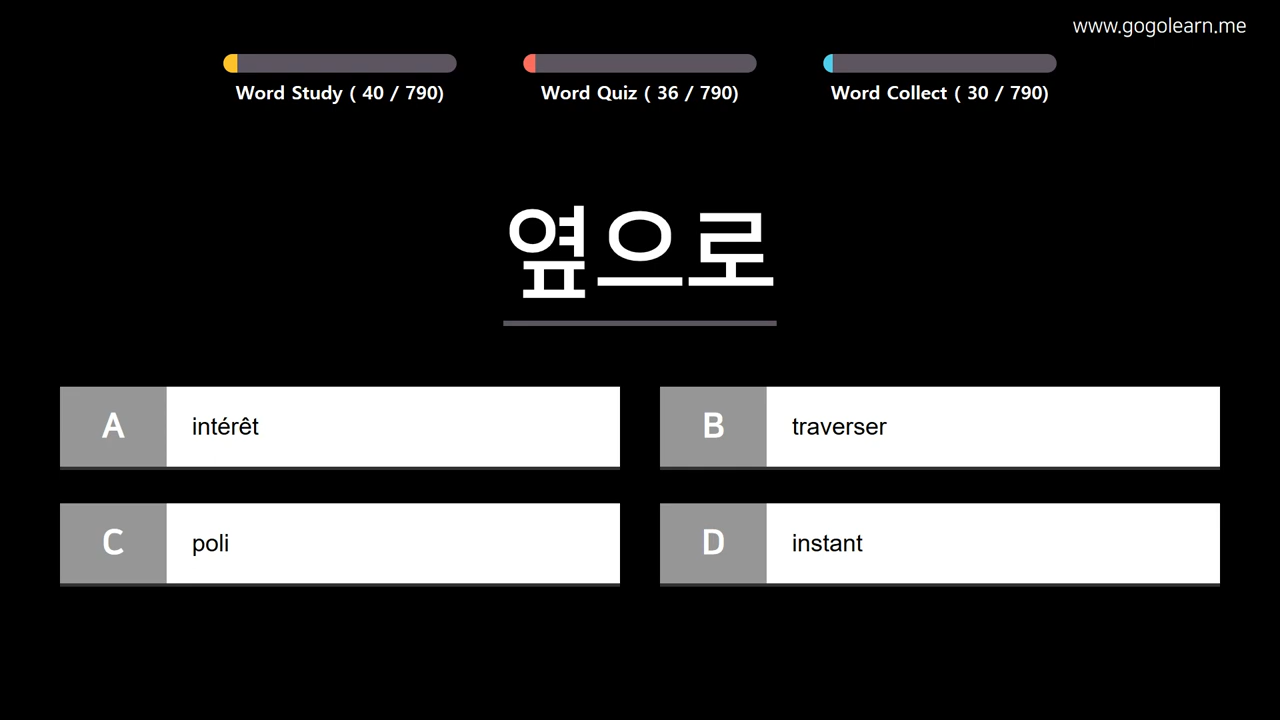 www.gogolearn.me
Word Study ( 40 / 790)
Word Quiz ( 36 / 790)
Word Collect ( 30 / 790)
옆으로
A intérêt
B traverser
C poli
D instant